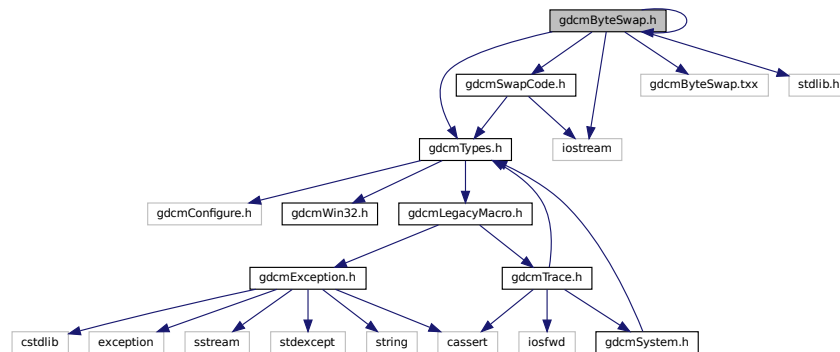 gdcmByteSwap.h
gdcmSwapCode.h
gdcmByteSwap.txx
stdlib.h
gdcmTypes.h
iostream
gdcmConfigure.h
gdcmWin32.h
gdcmLegacyMacro.h
gdcmException.h
gdcmTrace.h
cstdlib
exception
sstream
stdexcept
string
cassert
iosfwd
gdcmSystem.h